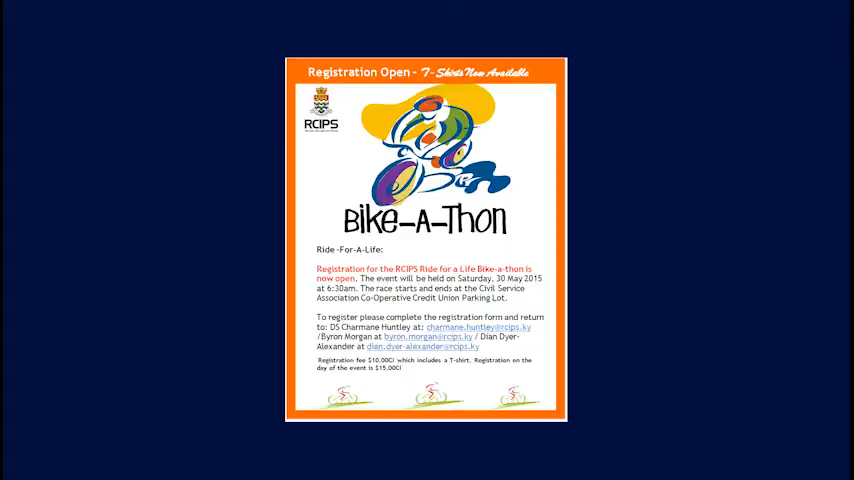 Registration Open - T-Shirts Now Available
RCIPS
Bike-A-Thon
Ride -For-A-Life:
Registration for the RCIPS Ride for a Life Bike-a-thon is
now open. The event will be held on Saturday, 30 May 2015
at 6:30am. The race starts and ends at the Civil Service
Association Co-Operative Credit Union Parking Lot.
To register please complete the registration form and return
to: DS Charmane Huntley at: charmane.huntley@rcips.ky
/Byron Morgan at byron.morgan@rcips.ky / Dian Dyer-
Alexander at dian.dyer-alexander@rcips.ky
Registration fee $10.00CI which includes a T-shirt. Registration on the
day of the event is $15.00CI